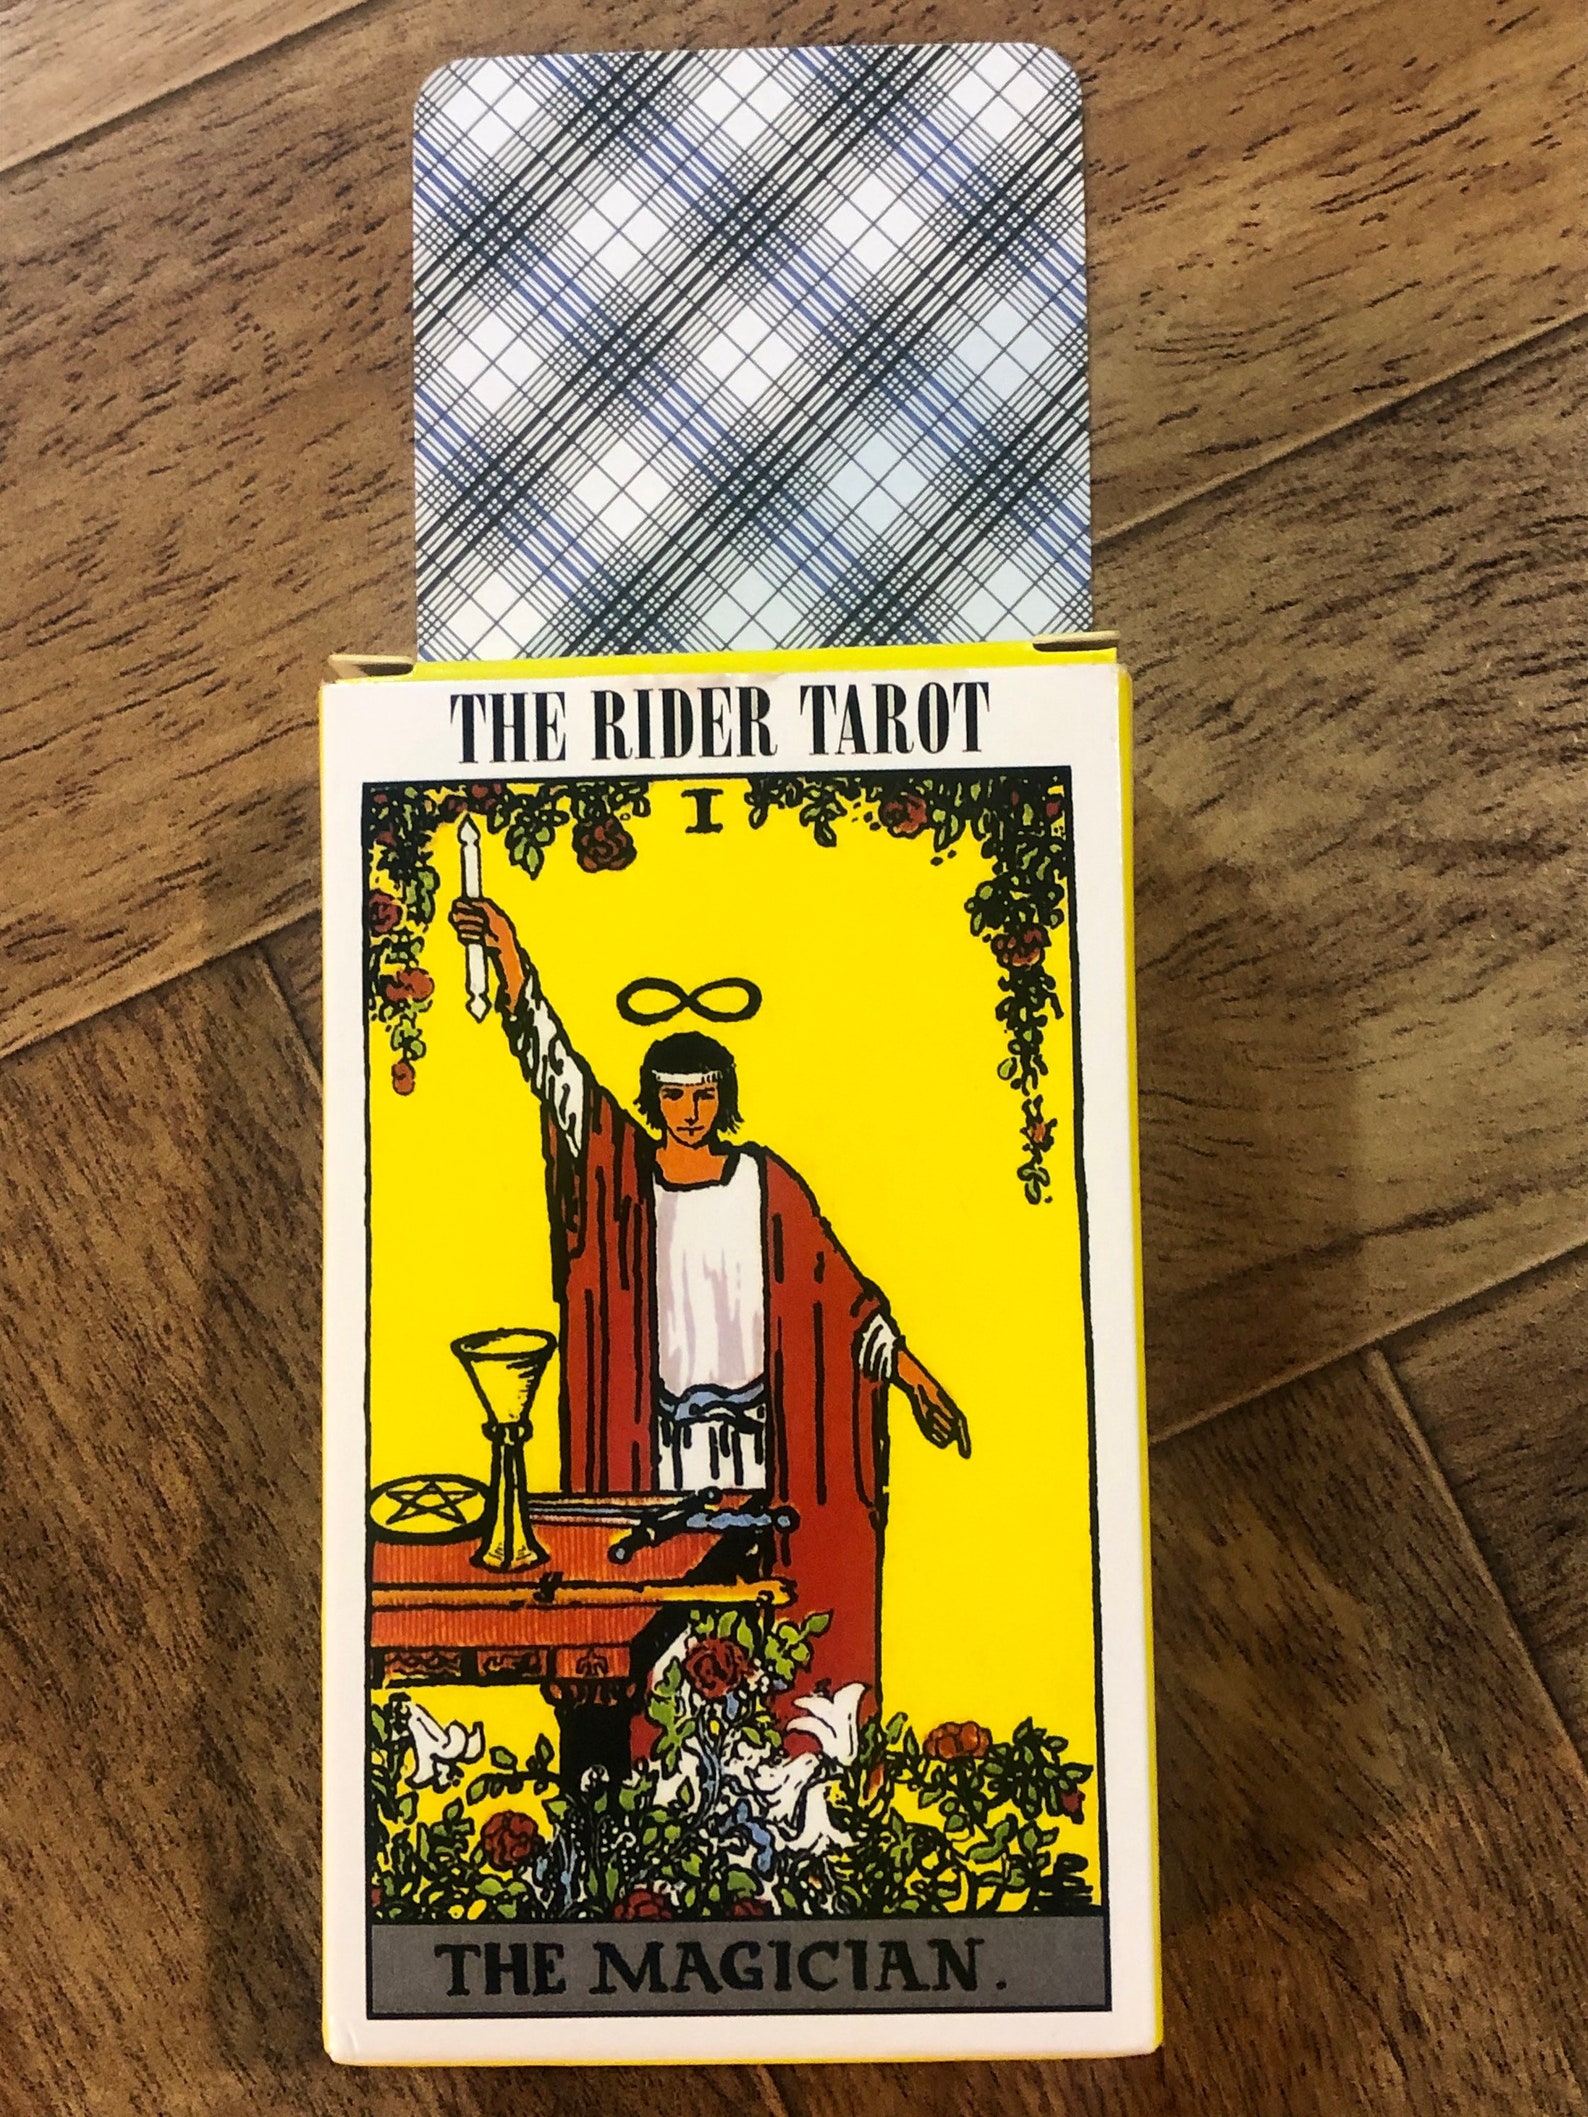 THE RIDER TAROT
I
THE MAGICIAN.